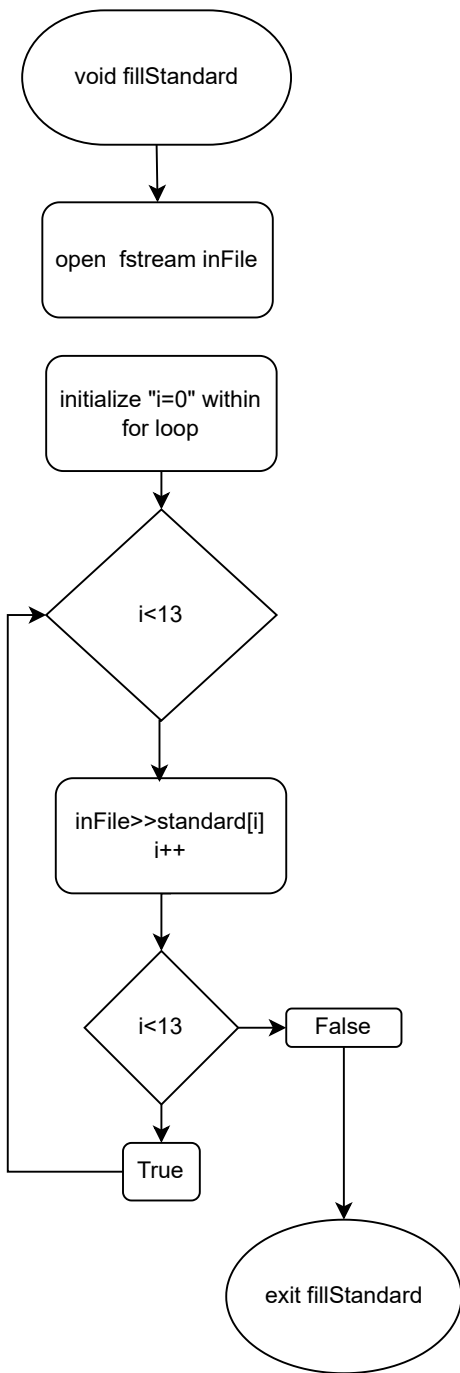 void fillStandard
open  fstream inFile
initialize "i=0" within
for loop
i<13
inFile>>standard[i]
i++
i<13
False
True
exit fillStandard